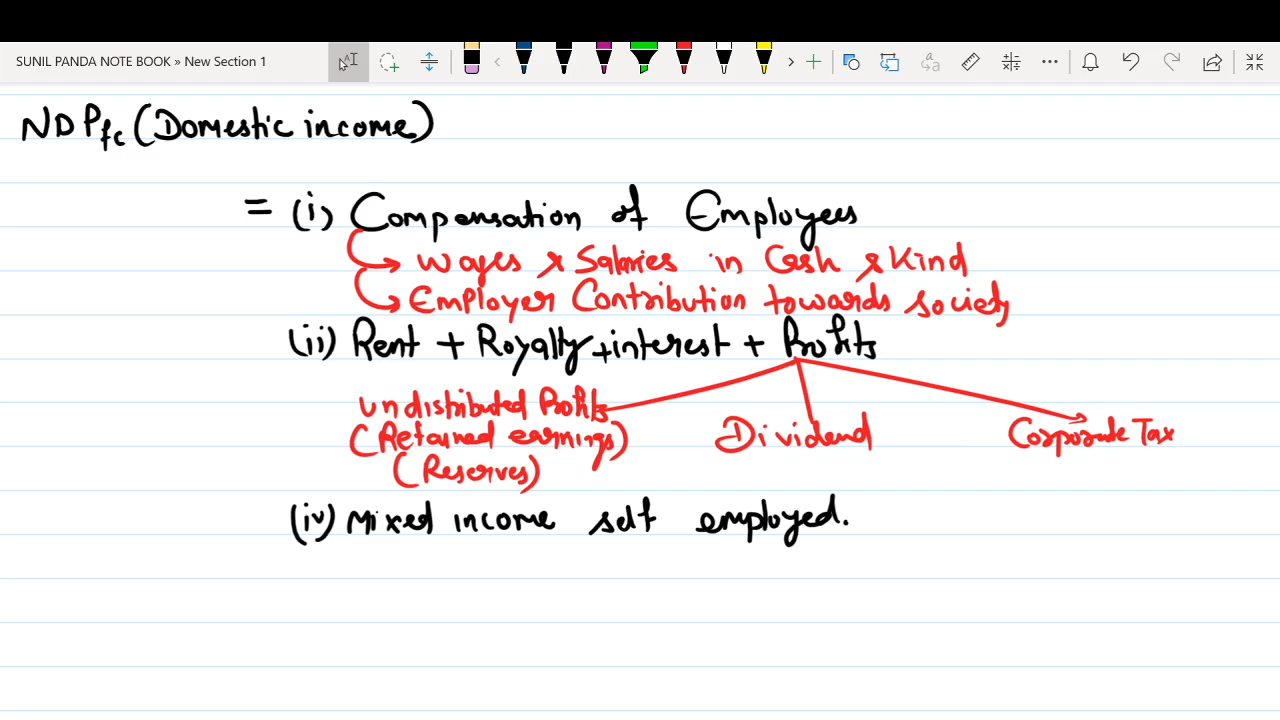 SUNIL PANDA NOTE BOOK » New Section 1
NDPfc (Domestic income)
= (i) Compensation of Employees
→ Wages & Salaries in Cash & Kind
→ Employer Contribution towards society
(ii) Rent + Royalty + interest + Profits
undistributed Profits
(Retained earnings)
(Reserves)
Dividend
Corporate Tax
(iv) Mixed income self employed.